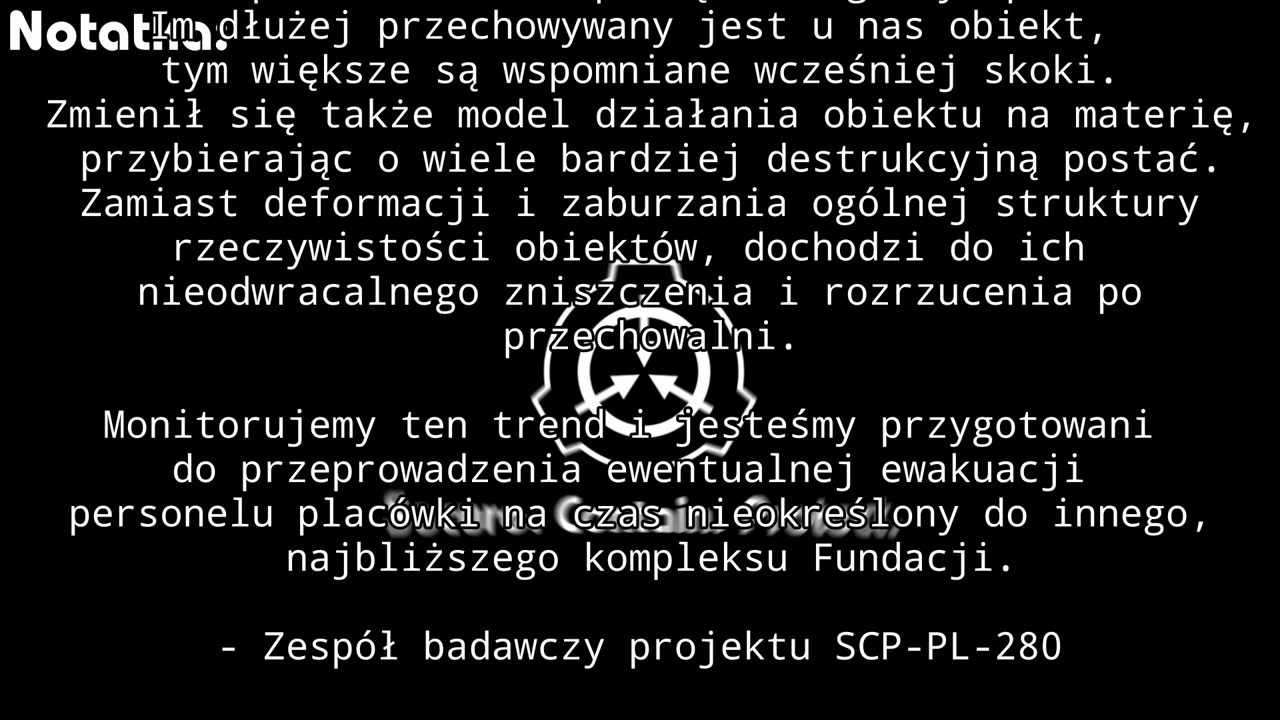 Notatka:
Im dłużej przechowywany jest u nas obiekt,
tym większe są wspomniane wcześniej skoki.
Zmienił się także model działania obiektu na materię,
przybierając o wiele bardziej destrukcyjną postać.
Zamiast deformacji i zaburzania ogólnej struktury
rzeczywistości obiektów, dochodzi do ich
nieodwracalnego zniszczenia i rozrzucenia po
przechowalni.
Monitorujemy ten trend i jesteśmy przygotowani
do przeprowadzenia ewentualnej ewakuacji
personelu placówki na czas nieokreślony do innego,
najbliższego kompleksu Fundacji.
- Zespół badawczy projektu SCP-PL-280